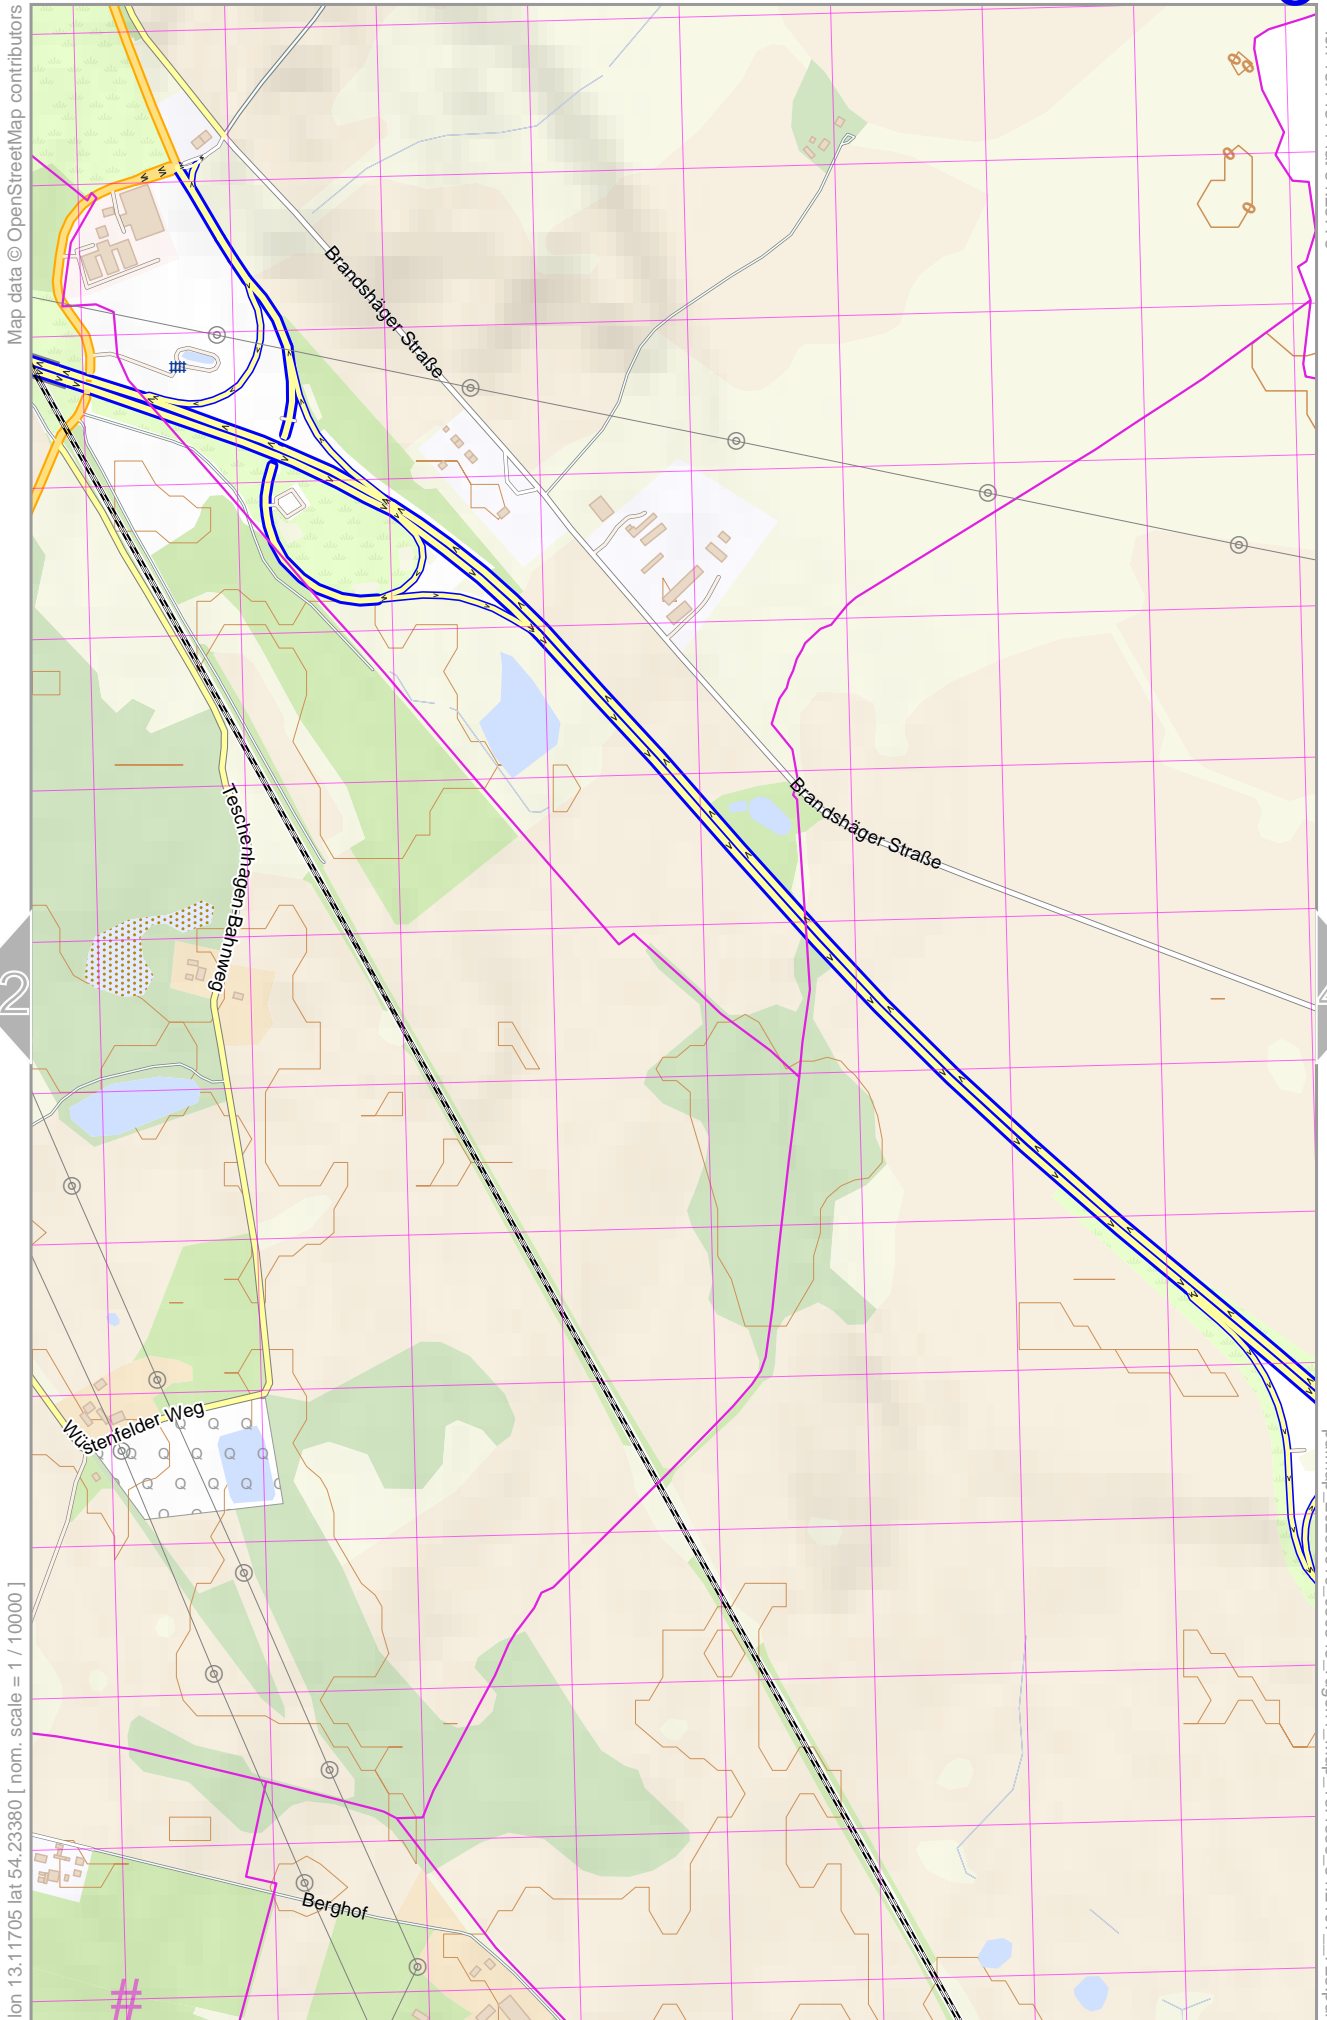 Map data © OpenStreetMap contributors
Brandshäger Straße
Brandshäger Straße
Teschenhagen-Bahnweg
2
Wüstenfelder Weg
Berghof
#
lon 13.11705 lat 54.23380 [ nom. scale = 1 / 10000 ]